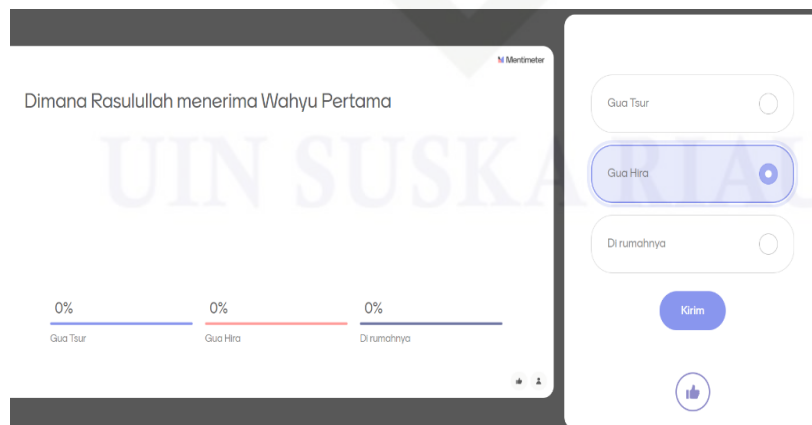 Mentimeter
Dimana Rasulullah menerima Wahyu Pertama
0%
0%
0%
Gua Tsur
Gua Hira
Di rumahnya
Gua Tsur
Gua Hira
Di rumahnya
Kirim
UIN SUSKA RIAU